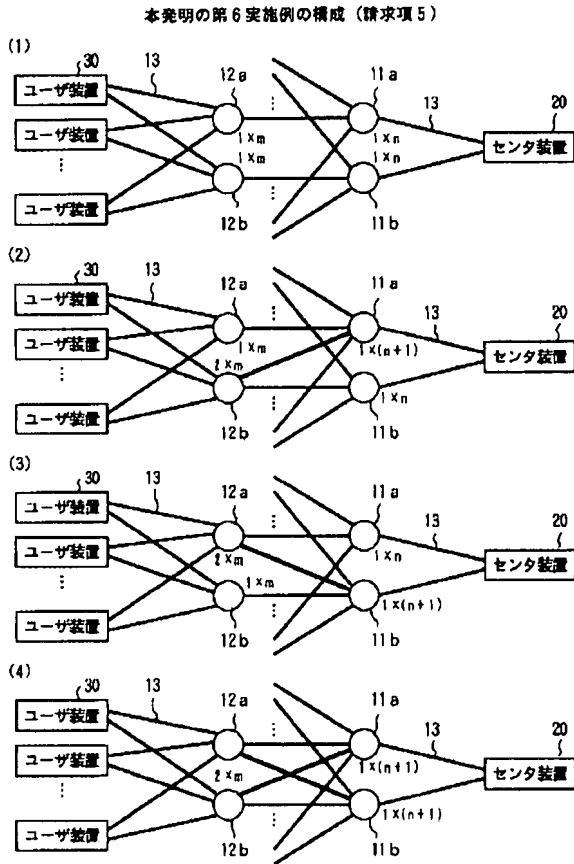 本発明の第6実施例の構成（請求項5）
(1)
30 13 12a 11a 13 20
ユーザ装置
ユーザ装置
⋮
ユーザ装置
1×m
1×m
1×n
1×n
センタ装置
12b 11b
(2)
30 13 12a 11a 13 20
ユーザ装置
ユーザ装置
⋮
ユーザ装置
1×m
2×m
1×(n+1)
1×n
センタ装置
12b 11b
(3)
30 13 12a 11a 13 20
ユーザ装置
ユーザ装置
⋮
ユーザ装置
2×m
1×m
1×n
1×(n+1)
センタ装置
12b 11b
(4)
30 13 12a 11a 13 20
ユーザ装置
ユーザ装置
⋮
ユーザ装置
2×m
1×(n+1)
1×(n+1)
センタ装置
12b 11b